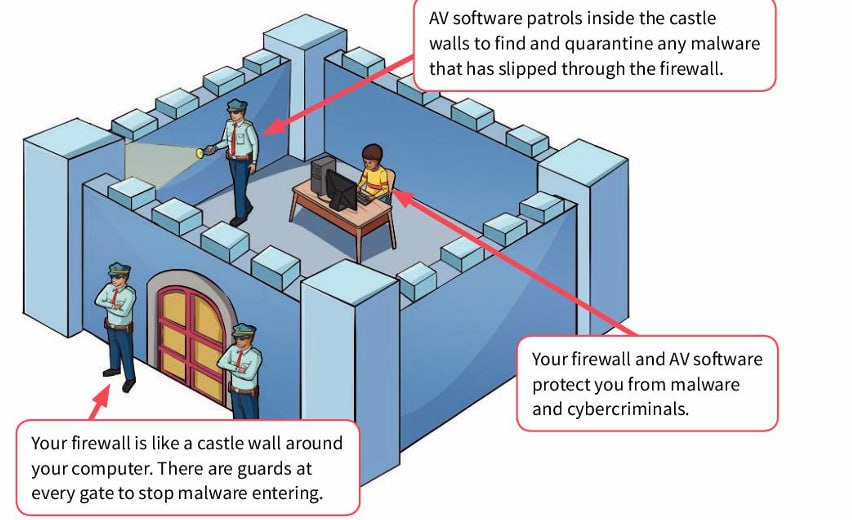 AV software patrols inside the castle
walls to find and quarantine any malware
that has slipped through the firewall.
Your firewall and AV software
protect you from malware
and cybercriminals.
Your firewall is like a castle wall around
your computer. There are guards at
every gate to stop malware entering.